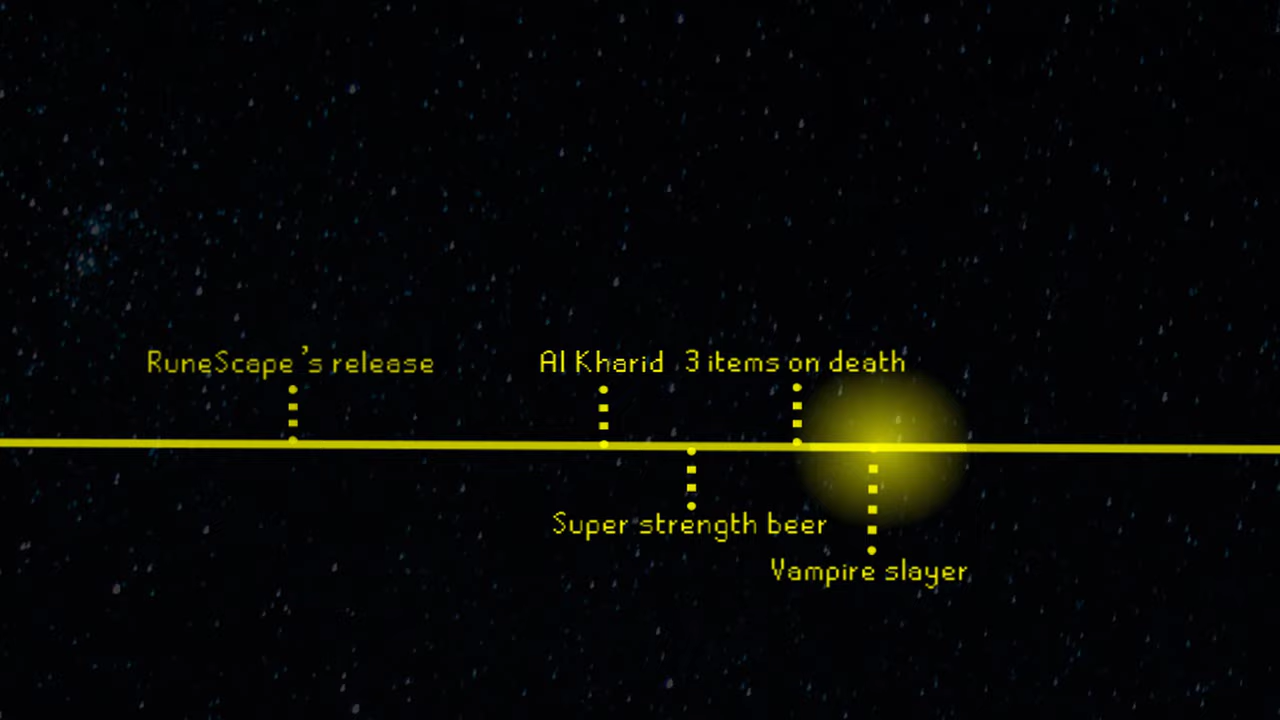 RuneScape's release
Al Kharid
3 items on death
Super strength beer
Vampire slayer